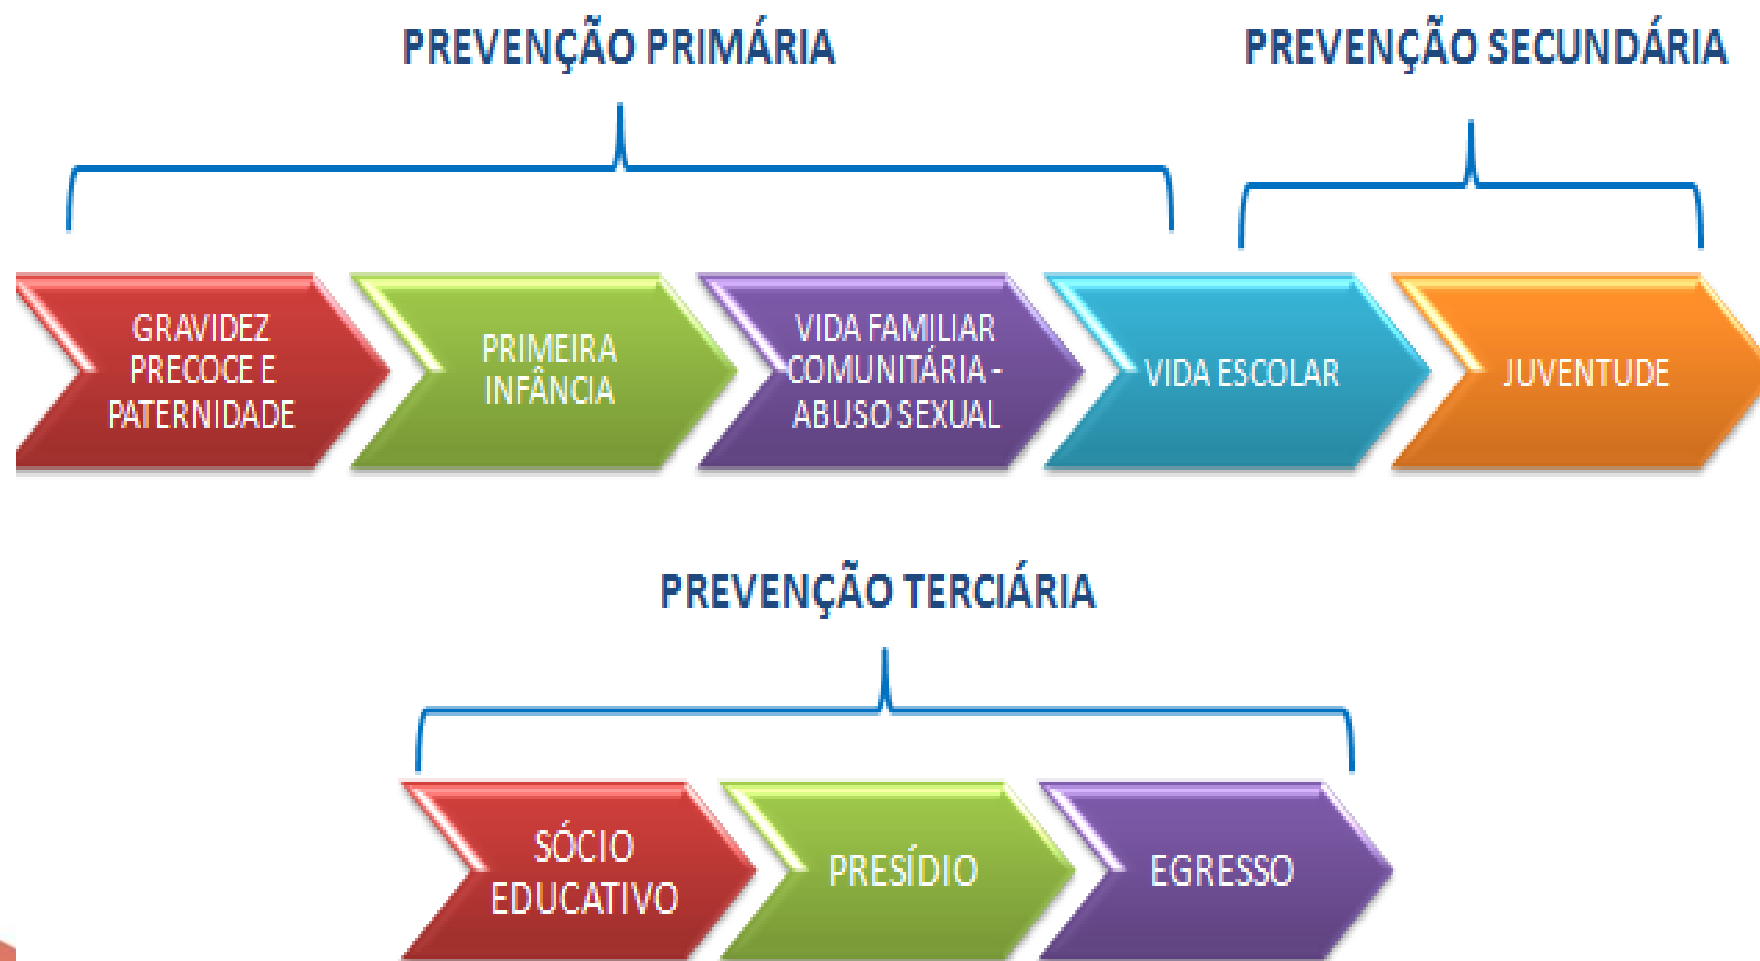 PREVENÇÃO PRIMÁRIA
PREVENÇÃO SECUNDÁRIA
GRAVIDEZ
PRECOCE E
PATERNIDADE
PRIMEIRA
INFÂNCIA
VIDA FAMILIAR
COMUNITÁRIA -
ABUSO SEXUAL
VIDA ESCOLAR
JUVENTUDE
PREVENÇÃO TERCIÁRIA
SÓCIO
EDUCATIVO
PRESÍDIO
EGRESSO